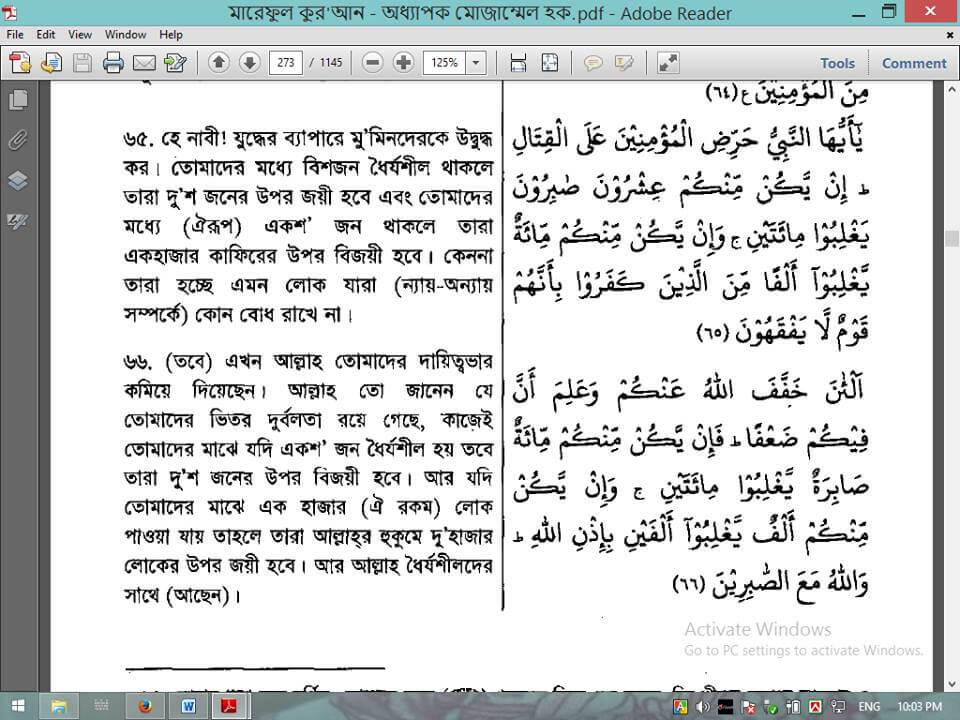 মারেফুল কুর'আন - অধ্যাপক মোজাম্মেল হক.pdf - Adobe Reader
File Edit View Window Help
273 / 1145 125% Tools Comment
مِنَ الْمُؤْمِنِيْنَ ع (٦٤)
৬৫. হে নাবী! যুদ্ধের ব্যাপারে মু'মিনদেরকে উদ্বুদ্ধ
কর। তোমাদের মধ্যে বিশজন ধৈর্যশীল থাকলে
তারা দু'শ জনের উপর জয়ী হবে এবং তোমাদের
মধ্যে (ঐরূপ) একশ' জন থাকলে তারা
একহাজার কাফিরের উপর বিজয়ী হবে। কেননা
তারা হচ্ছে এমন লোক যারা (ন্যায়-অন্যায়
সম্পর্কে) কোন বোধ রাখে না।
يٰٓأَيُّهَا النَّبِيُّ حَرِّضِ الْمُؤْمِنِيْنَ عَلَى الْقِتَالِ
ط إِنْ يَّكُنْ مِّنْكُمْ عِشْرُوْنَ صٰبِرُوْنَ
يَغْلِبُوْا مِائَتَيْنِ ج وَإِنْ يَّكُنْ مِّنْكُمْ مِّائَةٌ
يَّغْلِبُوْآ أَلْفًا مِّنَ الَّذِيْنَ كَفَرُوْا بِأَنَّهُمْ
قَوْمٌ لَّا يَفْقَهُوْنَ (٦٥)
৬৬. (তবে) এখন আল্লাহ তোমাদের দায়িত্বভার
কমিয়ে দিয়েছেন। আল্লাহ তো জানেন যে
তোমাদের ভিতর দুর্বলতা রয়ে গেছে, কাজেই
তোমাদের মাঝে যদি একশ' জন ধৈর্যশীল হয় তবে
তারা দু'শ জনের উপর বিজয়ী হবে। আর যদি
তোমাদের মাঝে এক হাজার (ঐ রকম) লোক
পাওয়া যায় তাহলে তারা আল্লাহ্‌র হুকুমে দু'হাজার
লোকের উপর জয়ী হবে। আর আল্লাহ ধৈর্যশীলদের
সাথে (আছেন)।
اَلْئٰنَ خَفَّفَ اللهُ عَنْكُمْ وَعَلِمَ أَنَّ
فِيْكُمْ ضَعْفًا ط فَإِنْ يَّكُنْ مِّنْكُمْ مِّائَةٌ
صَابِرَةٌ يَّغْلِبُوْا مِائَتَيْنِ ج وَإِنْ يَّكُنْ
مِّنْكُمْ أَلْفٌ يَّغْلِبُوْآ أَلْفَيْنِ بِإِذْنِ اللهِ ط
وَاللهُ مَعَ الصّٰبِرِيْنَ (٦٦)
Activate Windows
Go to PC settings to activate Windows.
ENG 10:03 PM